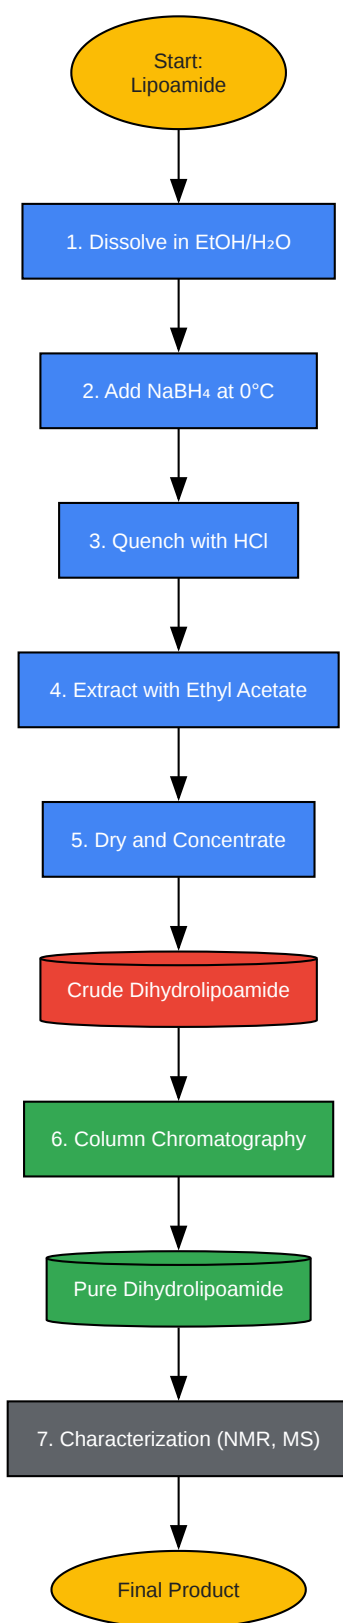 Start:
Lipoamide
1. Dissolve in EtOH/H₂O
2. Add NaBH₄ at 0°C
3. Quench with HCl
4. Extract with Ethyl Acetate
5. Dry and Concentrate
Crude Dihydrolipoamide
6. Column Chromatography
Pure Dihydrolipoamide
7. Characterization (NMR, MS)
Final Product